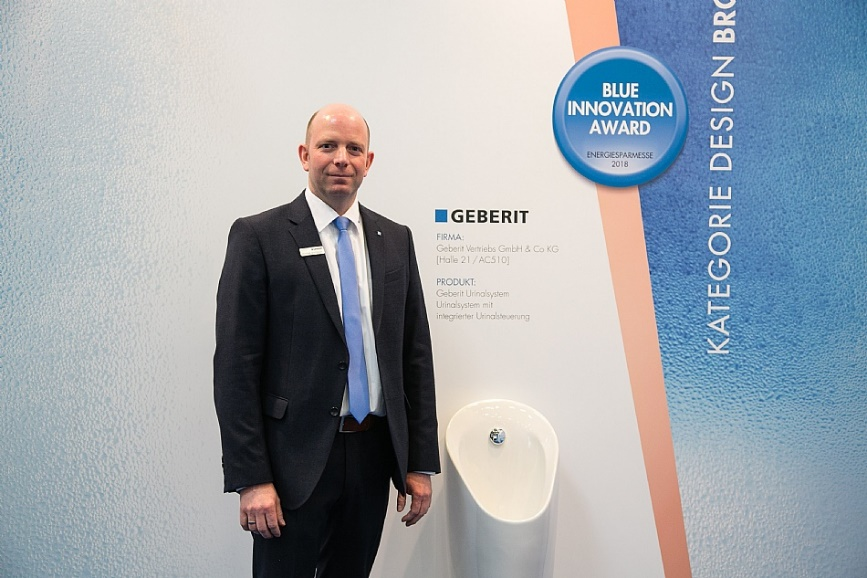 BLUE
INNOVATION
AWARD
ENERGIESPARMESSE
2018
KATEGORIE DESIGN BRO
GEBERIT
FIRMA:
Geberit Vertriebs GmbH & Co KG
[Halle 21 / AC510]
PRODUKT:
Geberit Urinalsystem
Urinalsystem mit
integrierter Urinalsteuerung